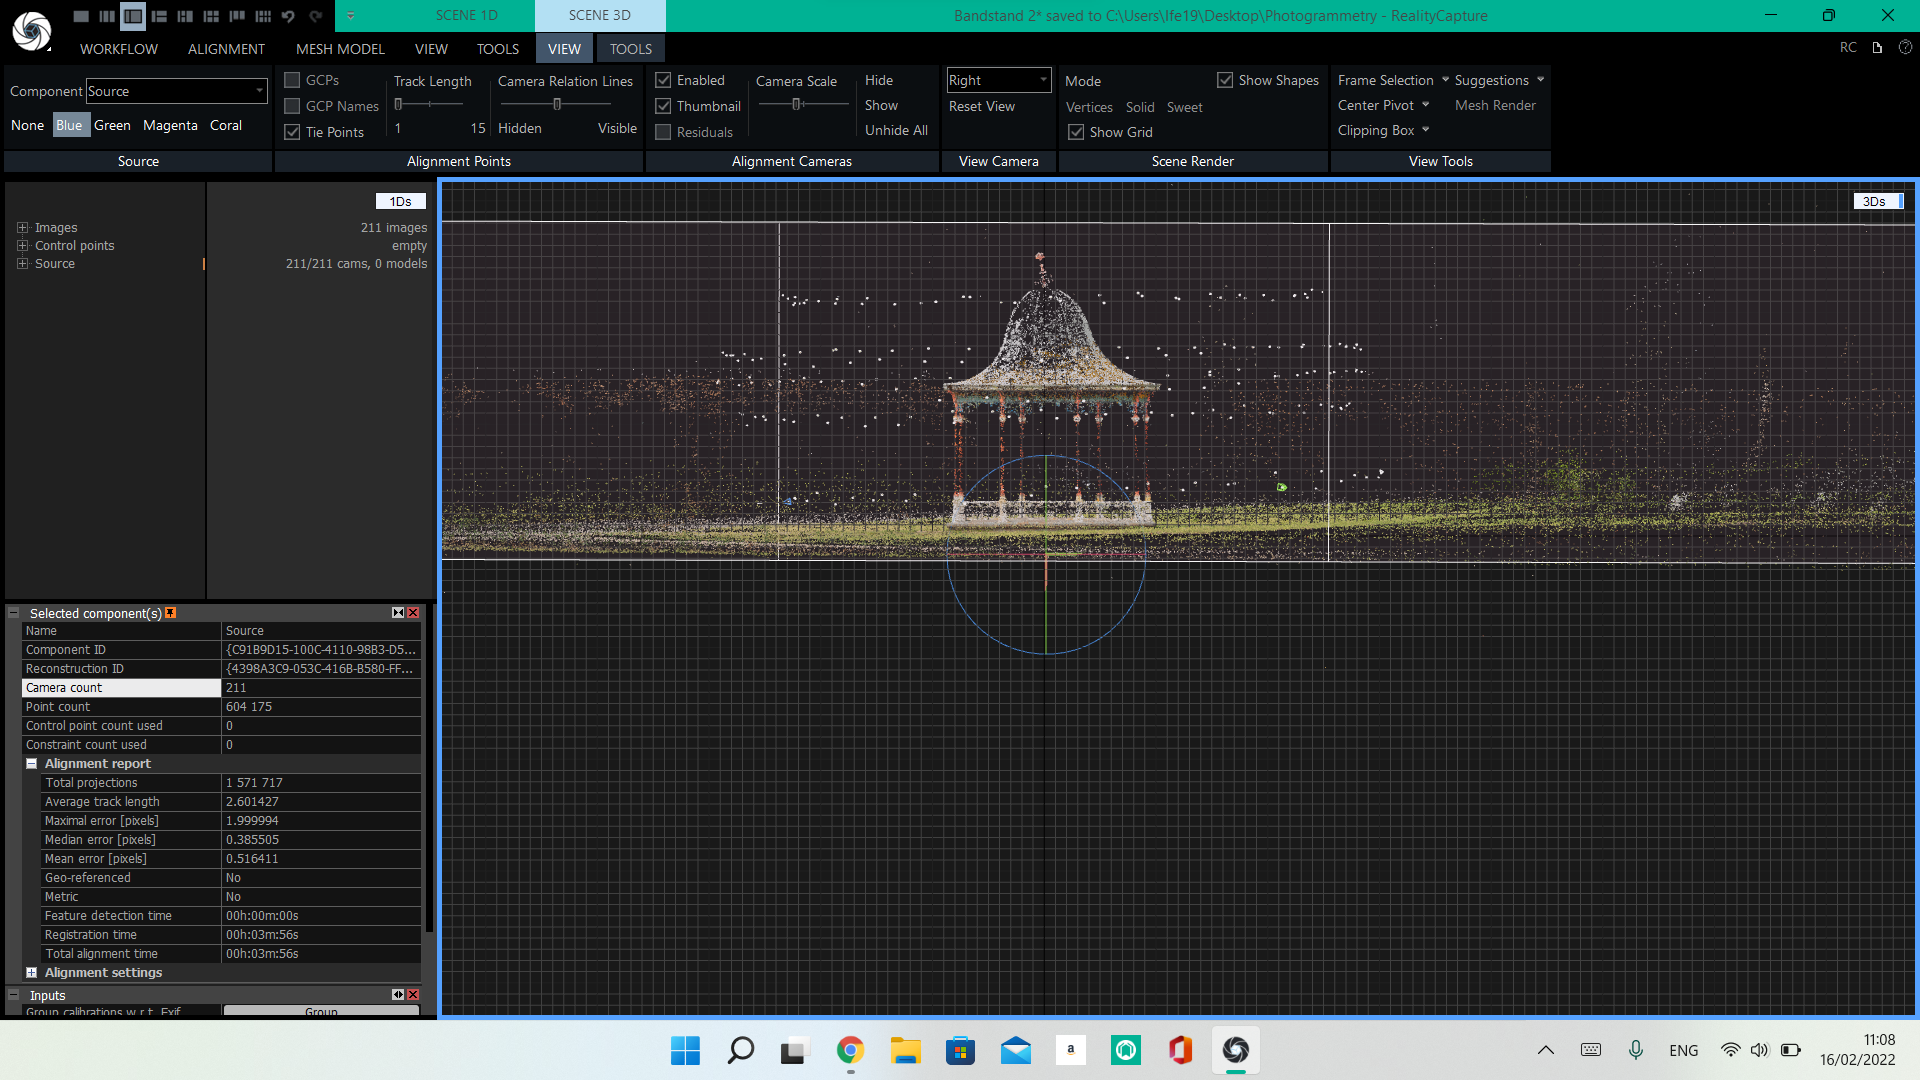 SCENE 1D
SCENE 3D
Bandstand 2* saved to C:\Users\lfe19\Desktop\Photogrammetry - RealityCapture
WORKFLOW ALIGNMENT MESH MODEL VIEW TOOLS VIEW TOOLS
RC
Component Source
None Blue Green Magenta Coral
Source
GCPs
GCP Names
Tie Points
Track Length
1 15
Camera Relation Lines
Hidden Visible
Alignment Points
Enabled
Thumbnail
Residuals
Camera Scale
Hide
Show
Unhide All
Alignment Cameras
Right
Reset View
View Camera
Mode
Show Shapes
Vertices Solid Sweet
Show Grid
Scene Render
Frame Selection Suggestions
Center Pivot Mesh Render
Clipping Box
View Tools
1Ds
Images 211 images
Control points empty
Source 211/211 cams, 0 models
3Ds
Selected component(s)
Name Source
Component ID {C91B9D15-100C-4110-98B3-D5...
Reconstruction ID {4398A3C9-053C-416B-B580-FF...
Camera count 211
Point count 604 175
Control point count used 0
Constraint count used 0
Alignment report
Total projections 1 571 717
Average track length 2.601427
Maximal error [pixels] 1.999994
Median error [pixels] 0.385505
Mean error [pixels] 0.516411
Geo-referenced No
Metric No
Feature detection time 00h:00m:00s
Registration time 00h:03m:56s
Total alignment time 00h:03m:56s
Alignment settings
Inputs
Group calibrations w.r.t. Exif Group
a
ENG
11:08
16/02/2022